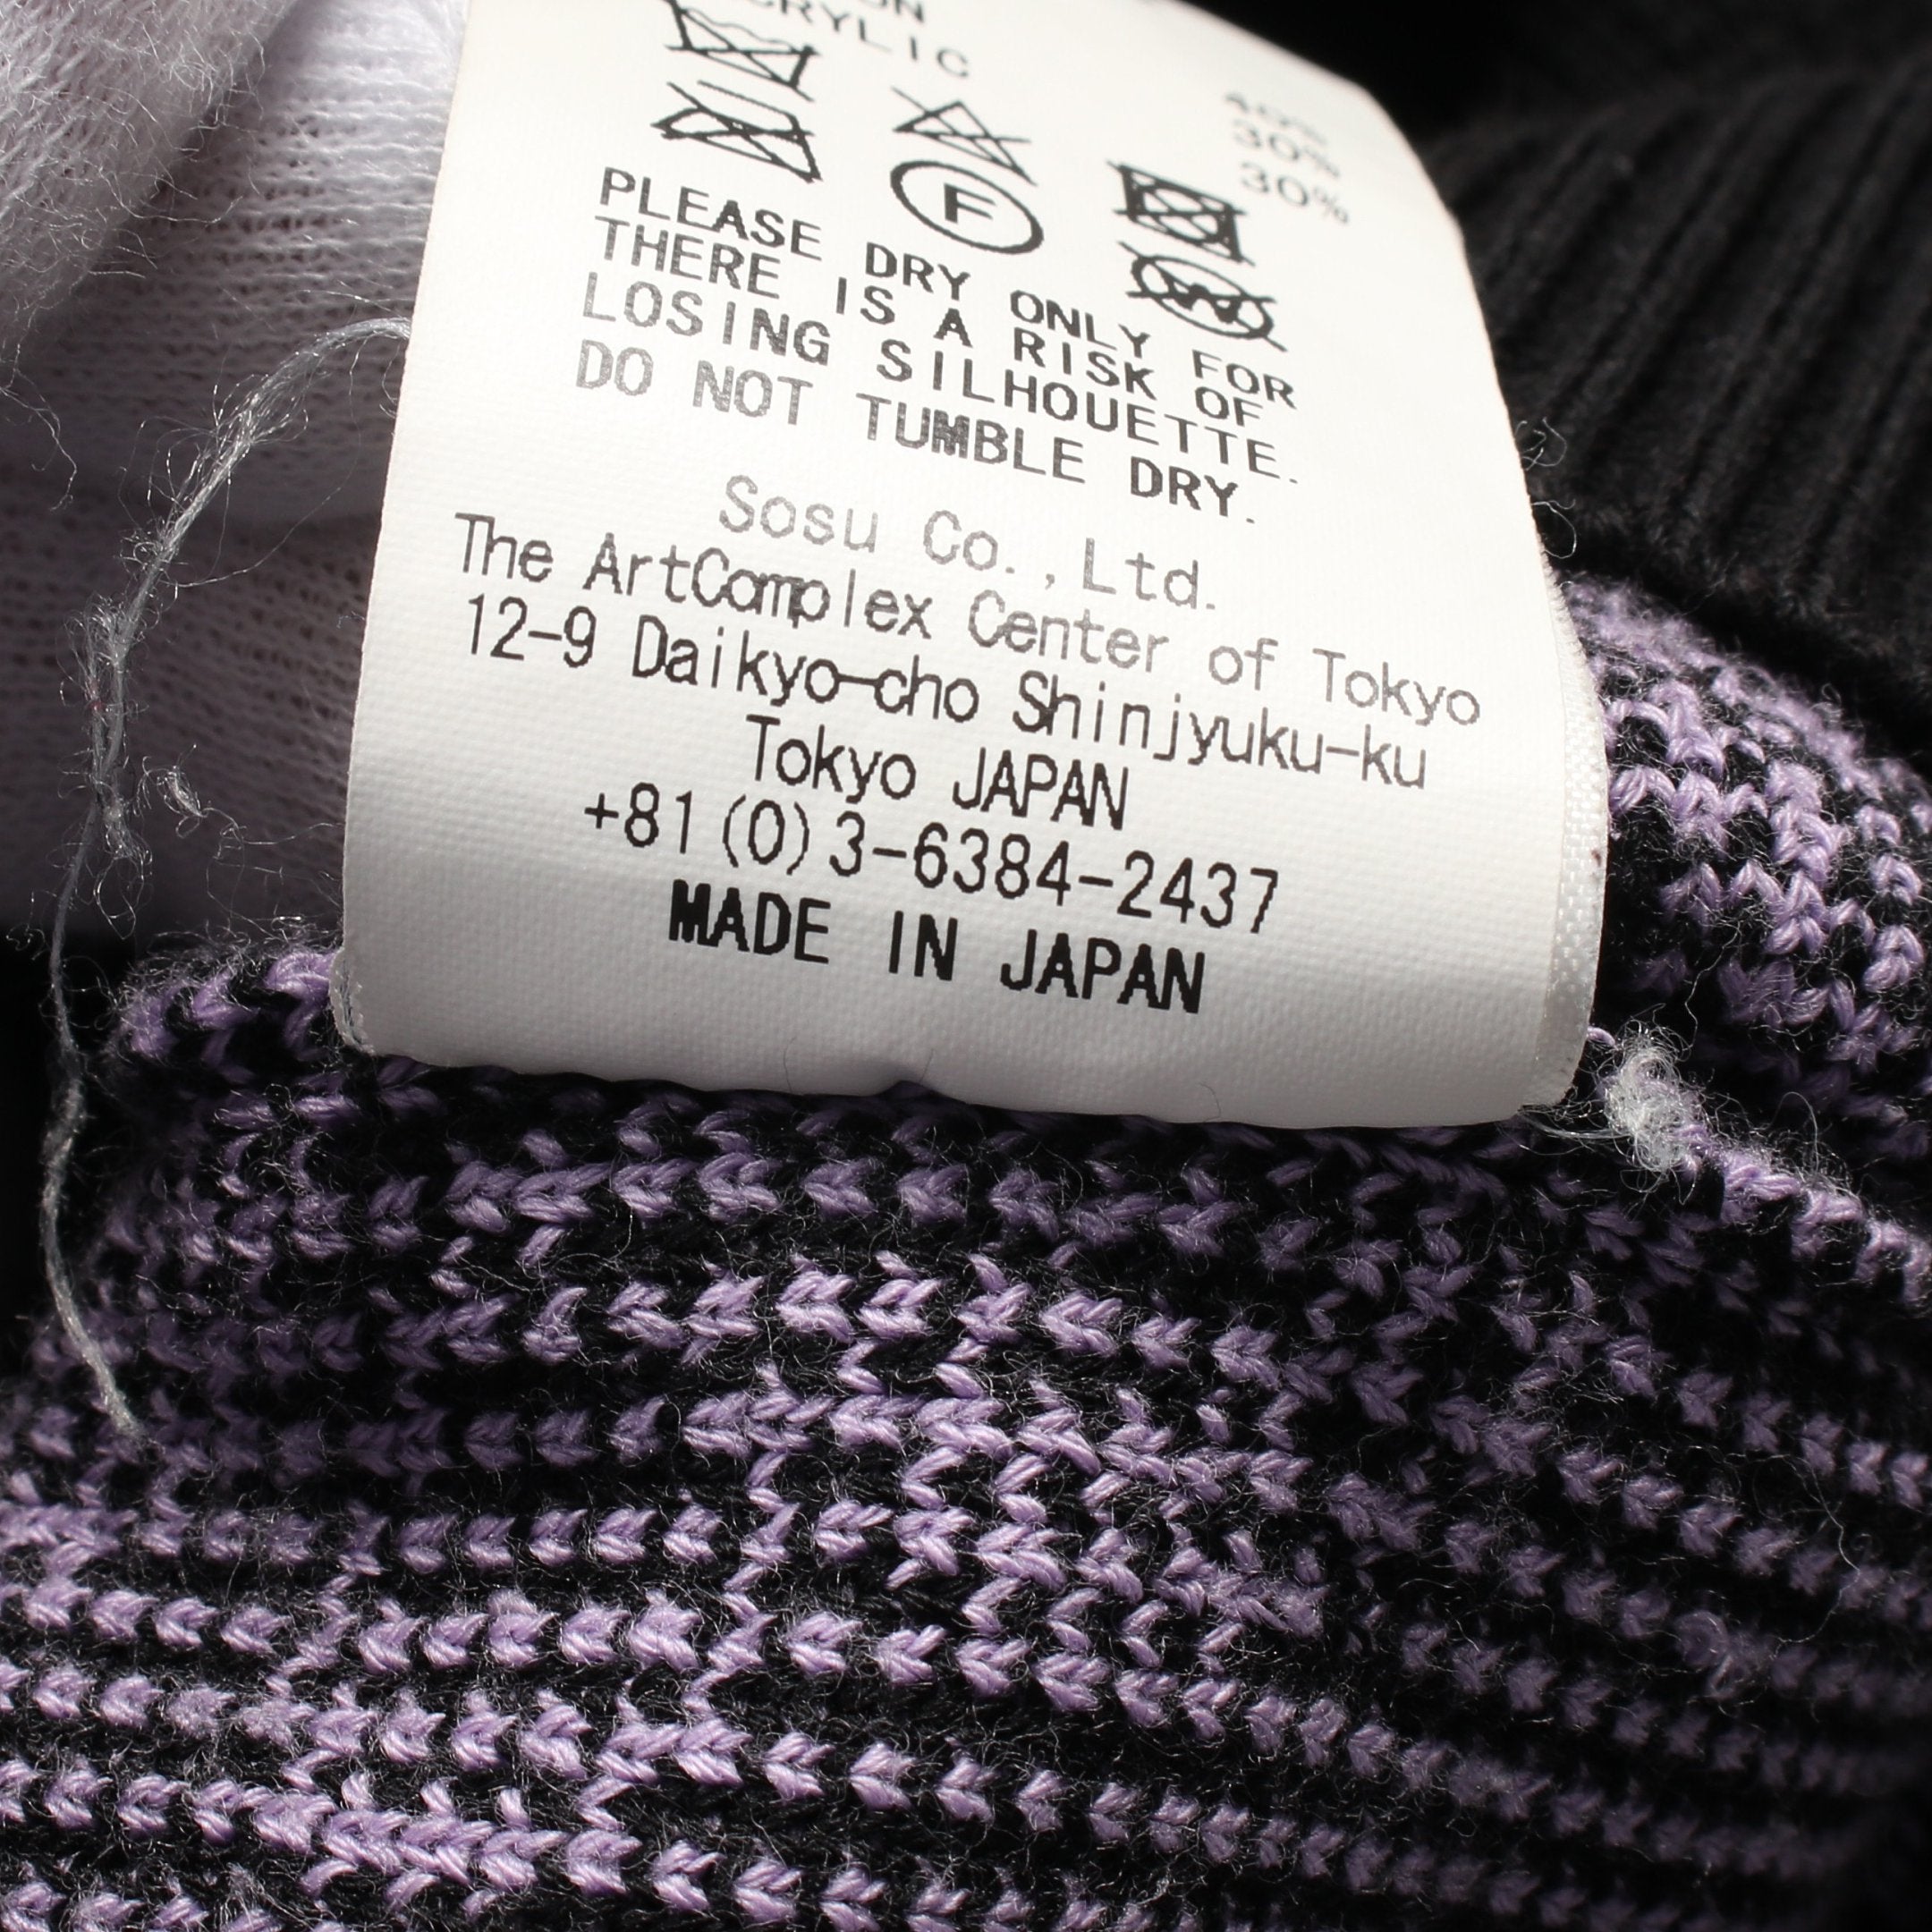 ON
CRYLIC
40%
30%
30%
F
W
PLEASE DRY ONLY FOR
THERE IS A RISK OF
LOSING SILHOUETTE.
DO NOT TUMBLE DRY.
Sosu Co.,Ltd.
The ArtComplex Center of Tokyo
12-9 Daikyo-cho Shinjyuku-ku
Tokyo JAPAN
+81(0)3-6384-2437
MADE IN JAPAN